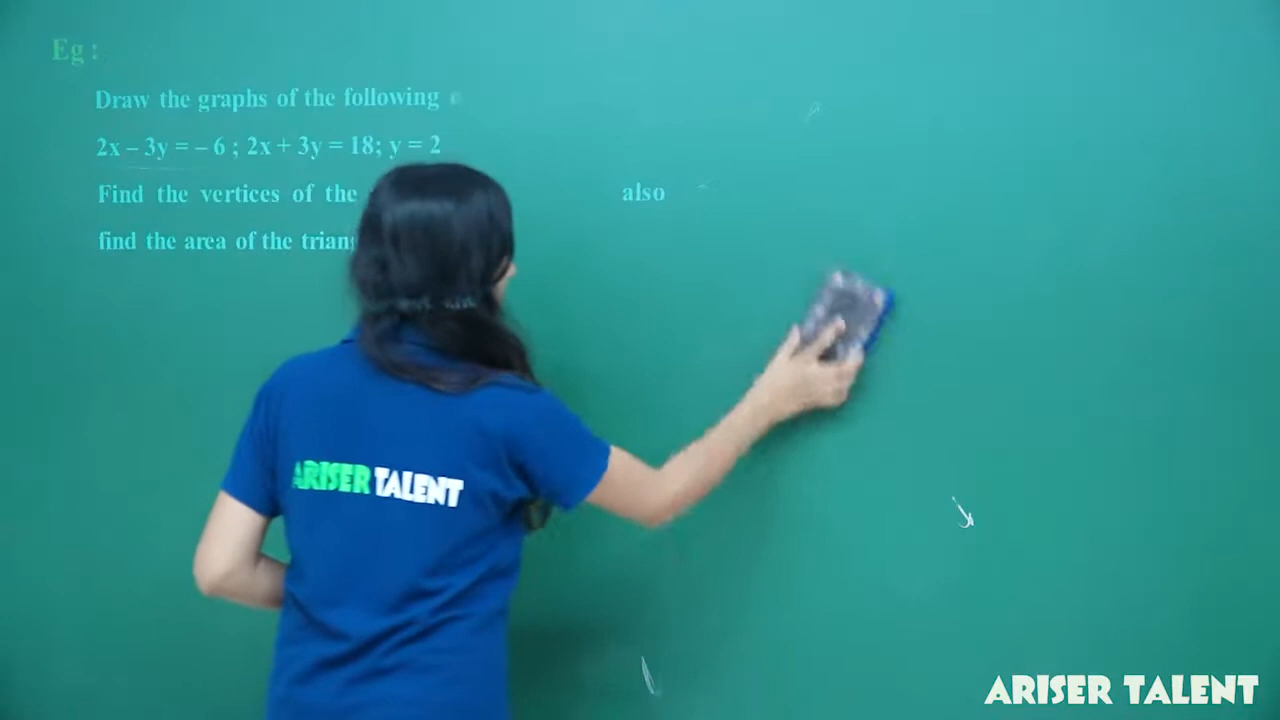 Eg :
Draw the graphs of the following
2x – 3y = – 6 ; 2x + 3y = 18; y = 2
Find the vertices of the also
find the area of the
ARISER TALENT
ARISER TALENT